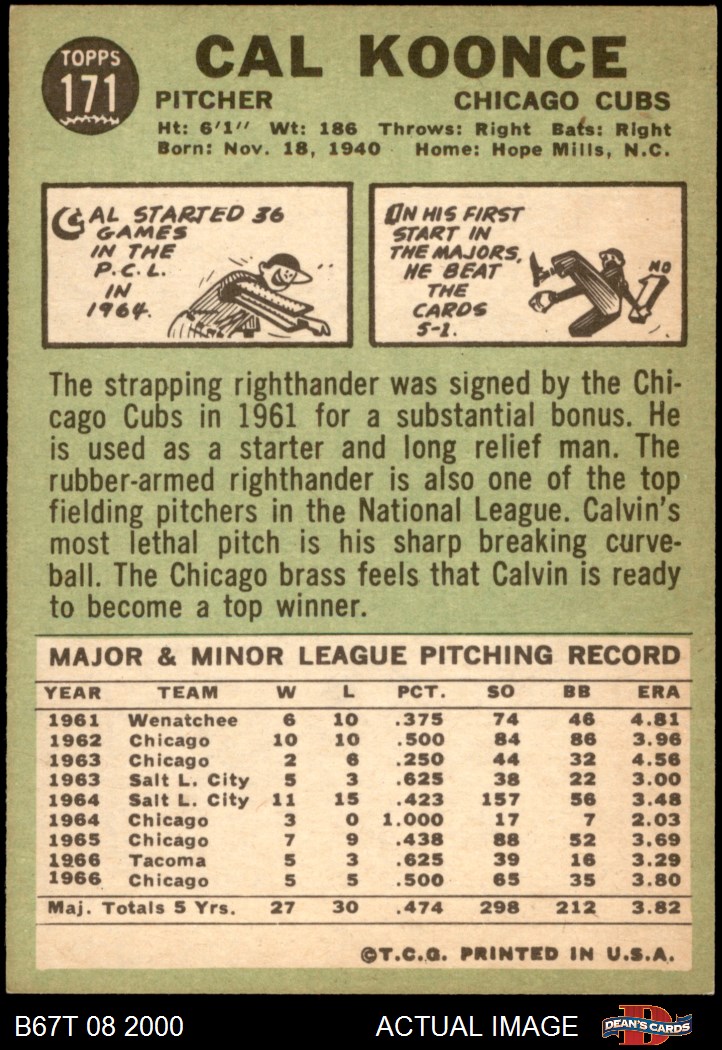 TOPPS
171
CAL KOONCE
PITCHER CHICAGO CUBS
Ht: 6'1" Wt: 186 Throws: Right Bats: Right
Born: Nov. 18, 1940 Home: Hope Mills, N.C.
CAL STARTED 36
GAMES
IN THE
P.C.L.
IN
1964.
ON HIS FIRST
START IN
THE MAJORS,
HE BEAT
THE
CARDS
5-1.
NO
1
The strapping righthander was signed by the Chi-
cago Cubs in 1961 for a substantial bonus. He
is used as a starter and long relief man. The
rubber-armed righthander is also one of the top
fielding pitchers in the National League. Calvin's
most lethal pitch is his sharp breaking curve-
ball. The Chicago brass feels that Calvin is ready
to become a top winner.
MAJOR & MINOR LEAGUE PITCHING RECORD
YEAR TEAM W L PCT. SO BB ERA
1961 Wenatchee 6 10 .375 74 46 4.81
1962 Chicago 10 10 .500 84 86 3.96
1963 Chicago 2 6 .250 44 32 4.56
1963 Salt L. City 5 3 .625 38 22 3.00
1964 Salt L. City 11 15 .423 157 56 3.48
1964 Chicago 3 0 1.000 17 7 2.03
1965 Chicago 7 9 .438 88 52 3.69
1966 Tacoma 5 3 .625 39 16 3.29
1966 Chicago 5 5 .500 65 35 3.80
Maj. Totals 5 Yrs. 27 30 .474 298 212 3.82
©T.C.G. PRINTED IN U.S.A.
B67T 08 2000 ACTUAL IMAGE D DEAN'S CARDS